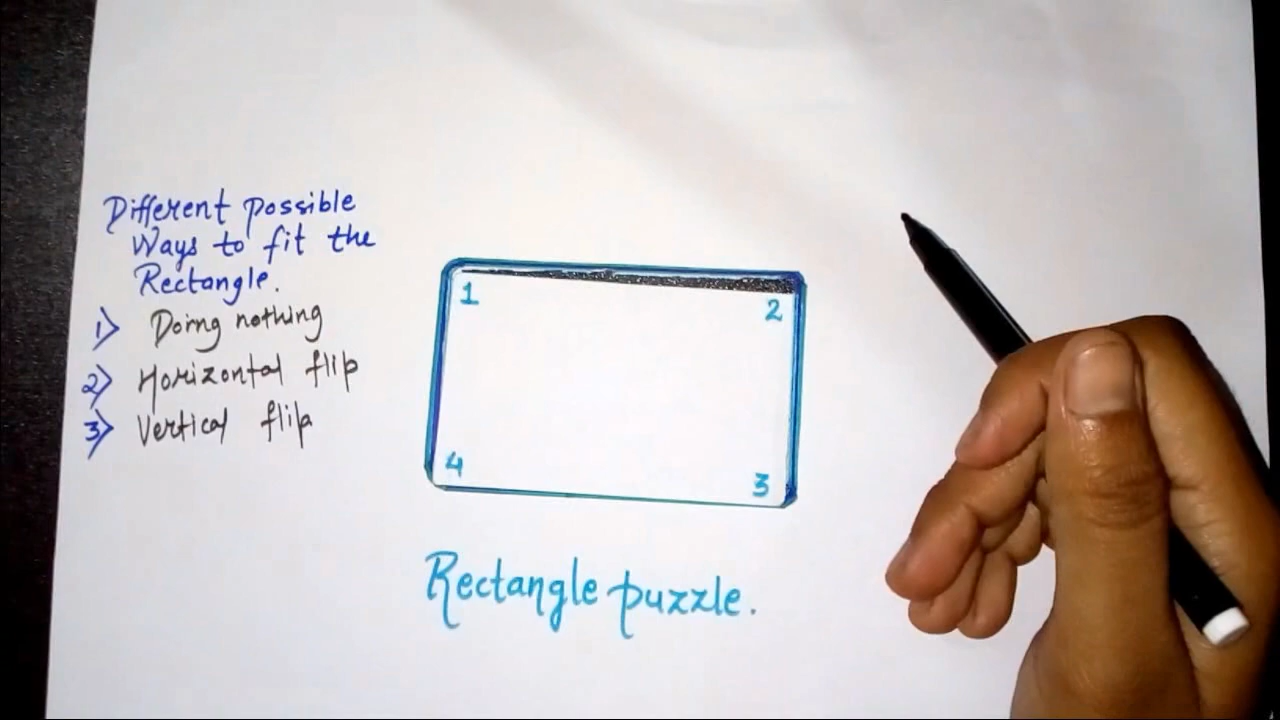 Different possible
Ways to fit the
Rectangle.
1> Doing nothing
2> Horizontal flip
3> Vertical flip
1
2
4
3
Rectangle puzzle.